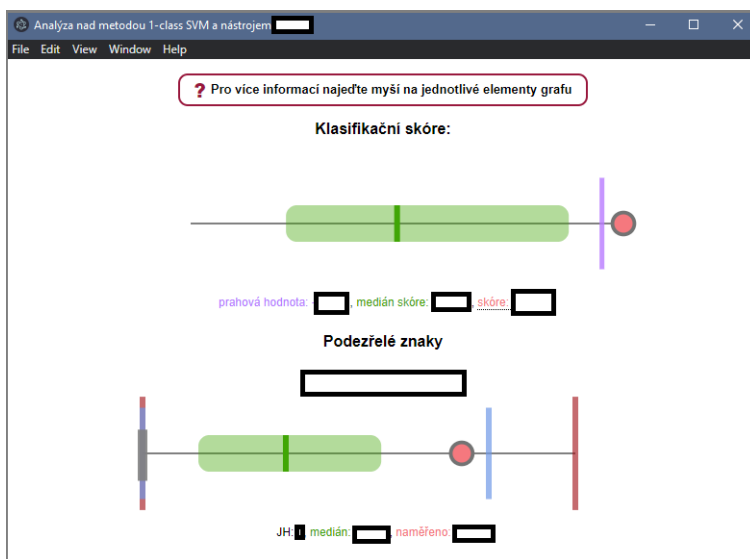 Analýza nad metodou 1-class SVM a nástrojem
File Edit View Window Help
? Pro více informací najeďte myší na jednotlivé elementy grafu
Klasifikační skóre:
prahová hodnota: , medián skóre: , skóre:
Podezřelé znaky
JH: , medián: , naměřeno: